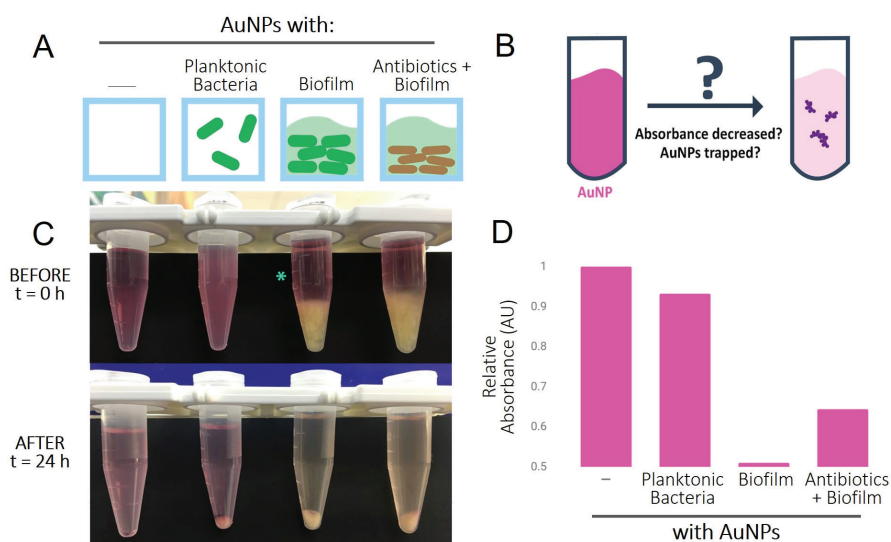 A
AuNPs with:
—
Planktonic
Bacteria
Biofilm
Antibiotics +
Biofilm
B
?
Absorbance decreased?
AuNPs trapped?
AuNP
C
BEFORE
t = 0 h
*
AFTER
t = 24 h
D
Relative
Absorbance (AU)
1
0.9
0.8
0.7
0.6
0.5
–
Planktonic
Bacteria
Biofilm
Antibiotics
+ Biofilm
with AuNPs